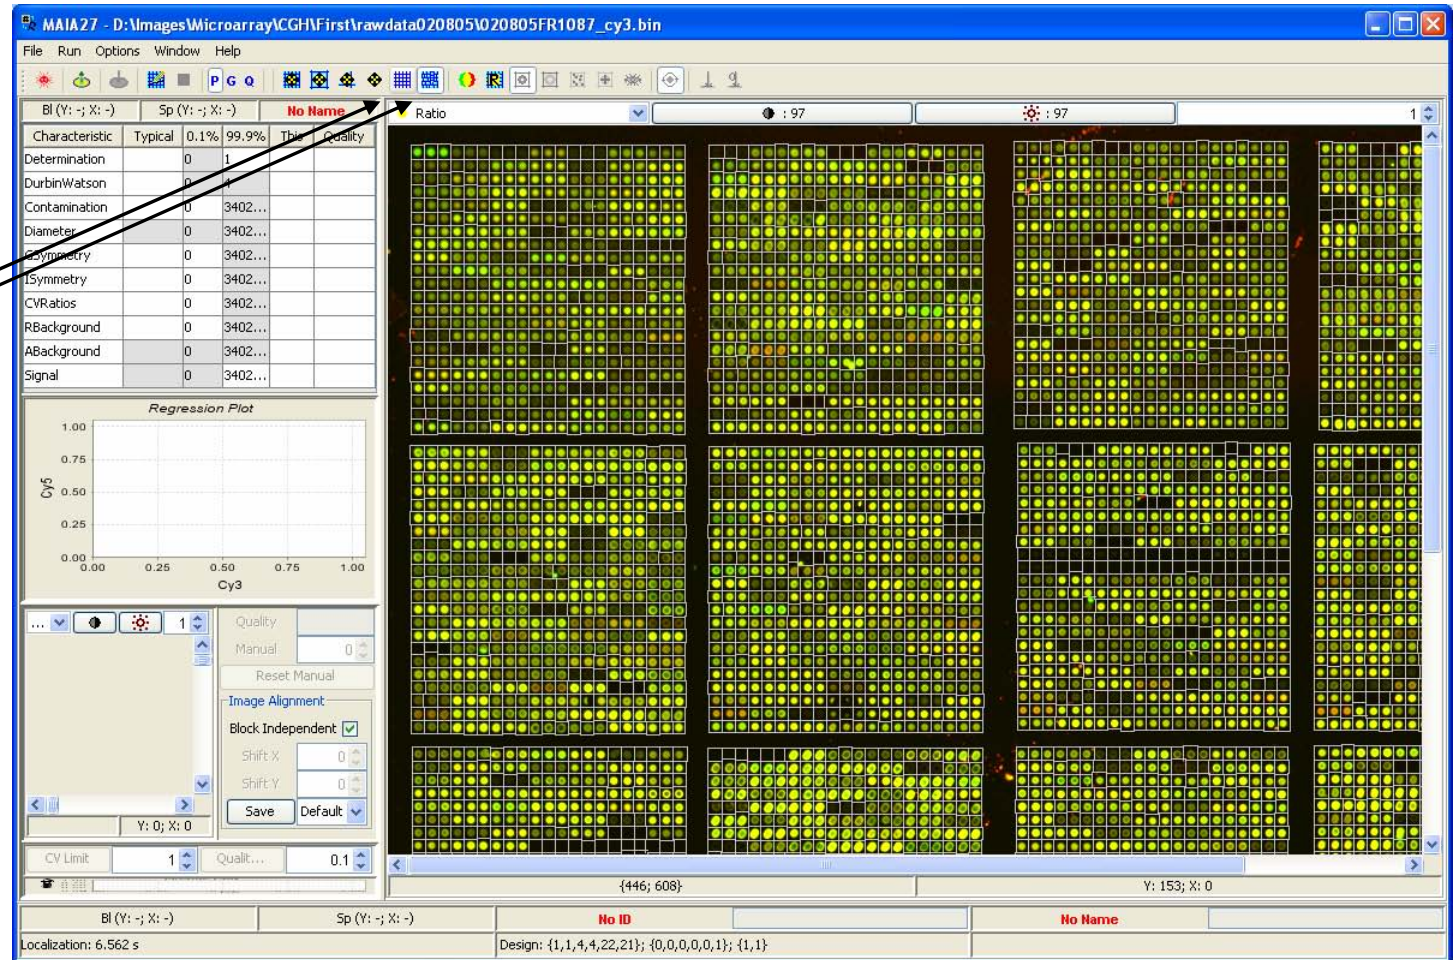 MAIA27 - D:\Images\Microarray\CGH\First\rawdata020805\020805FR1087_cy3.bin
File Run Options Window Help
P G Q R
Bl (Y: -; X: -) Sp (Y: -; X: -) No Name
Ratio : 97 : 97 1
Characteristic Typical 0.1% 99.9% This Quality
Determination 0 1
DurbinWatson 0 4
Contamination 0 3402...
Diameter 0 3402...
GSymmetry 0 3402...
ISymmetry 0 3402...
CVRatios 0 3402...
RBackground 0 3402...
ABackground 0 3402...
Signal 0 3402...
Regression Plot
1.00
0.75
0.50
0.25
0.00
Cy5
0.00 0.25 0.50 0.75 1.00
Cy3
... 1
Quality
Manual 0
Reset Manual
Image Alignment
Block Independent
Shift X 0
Shift Y 0
Save Default
Y: 0; X: 0
CV Limit 1 Qualit... 0.1
{446; 608} Y: 153; X: 0
Bl (Y: -; X: -) Sp (Y: -; X: -) No ID No Name
Localization: 6.562 s Design: {1,1,4,4,22,21}; {0,0,0,0,0,1}; {1,1}